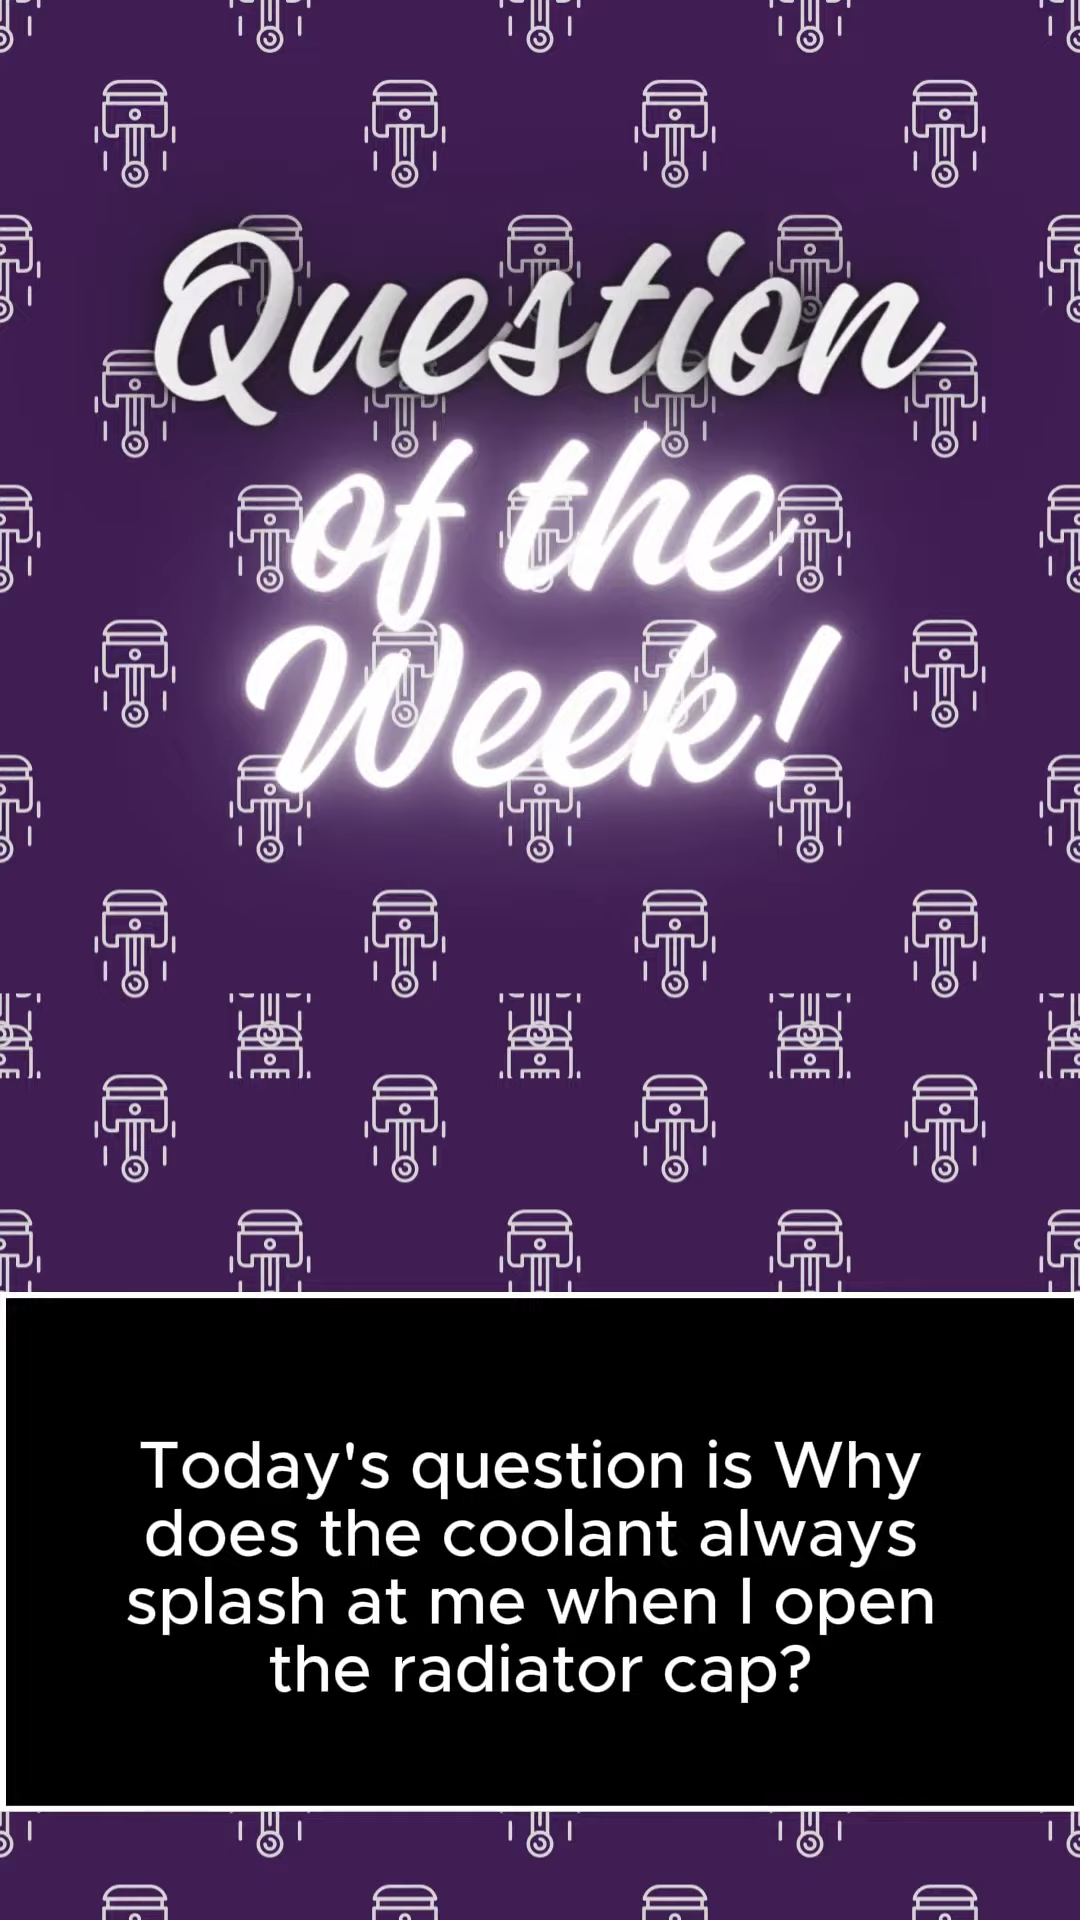 Question
of the
Week!
Today's question is Why
does the coolant always
splash at me when I open
the radiator cap?